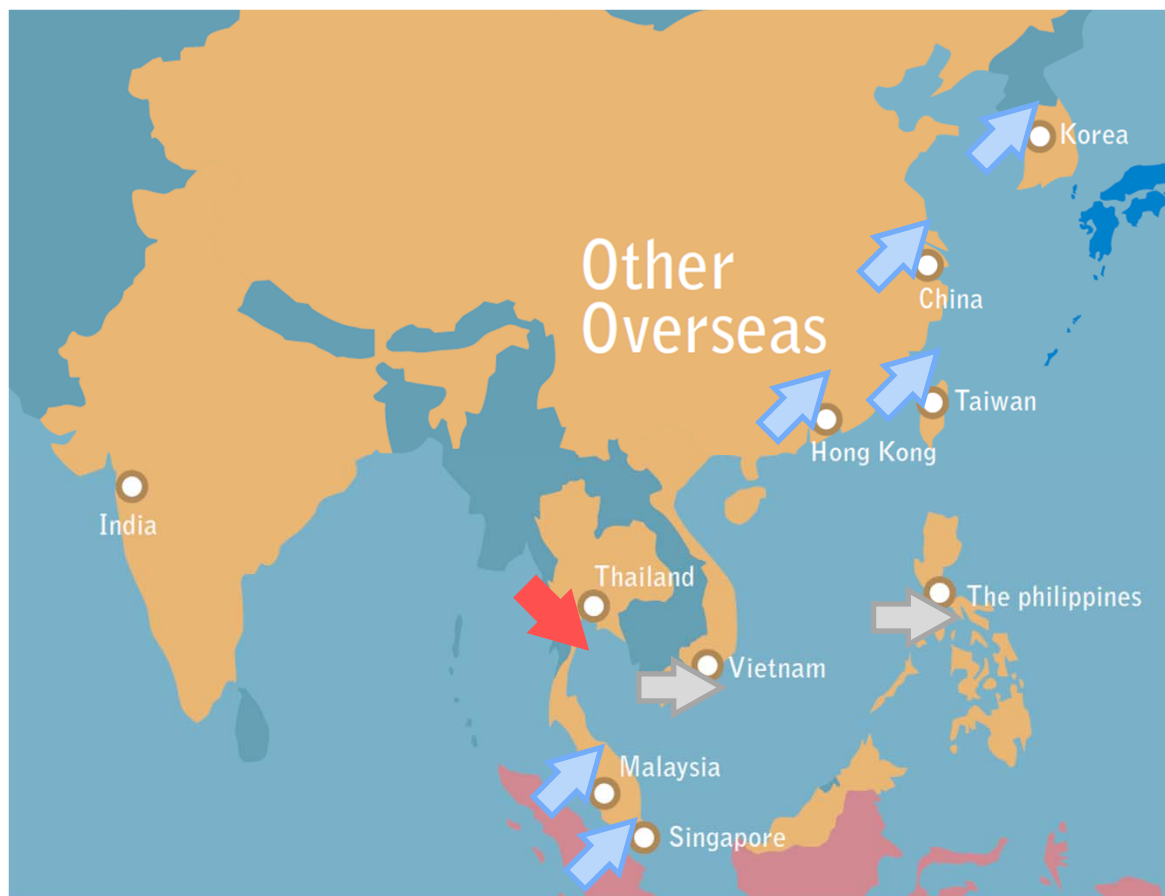 Korea
Other
Overseas
China
Taiwan
Hong Kong
India
Thailand
The philippines
Vietnam
Malaysia
Singapore